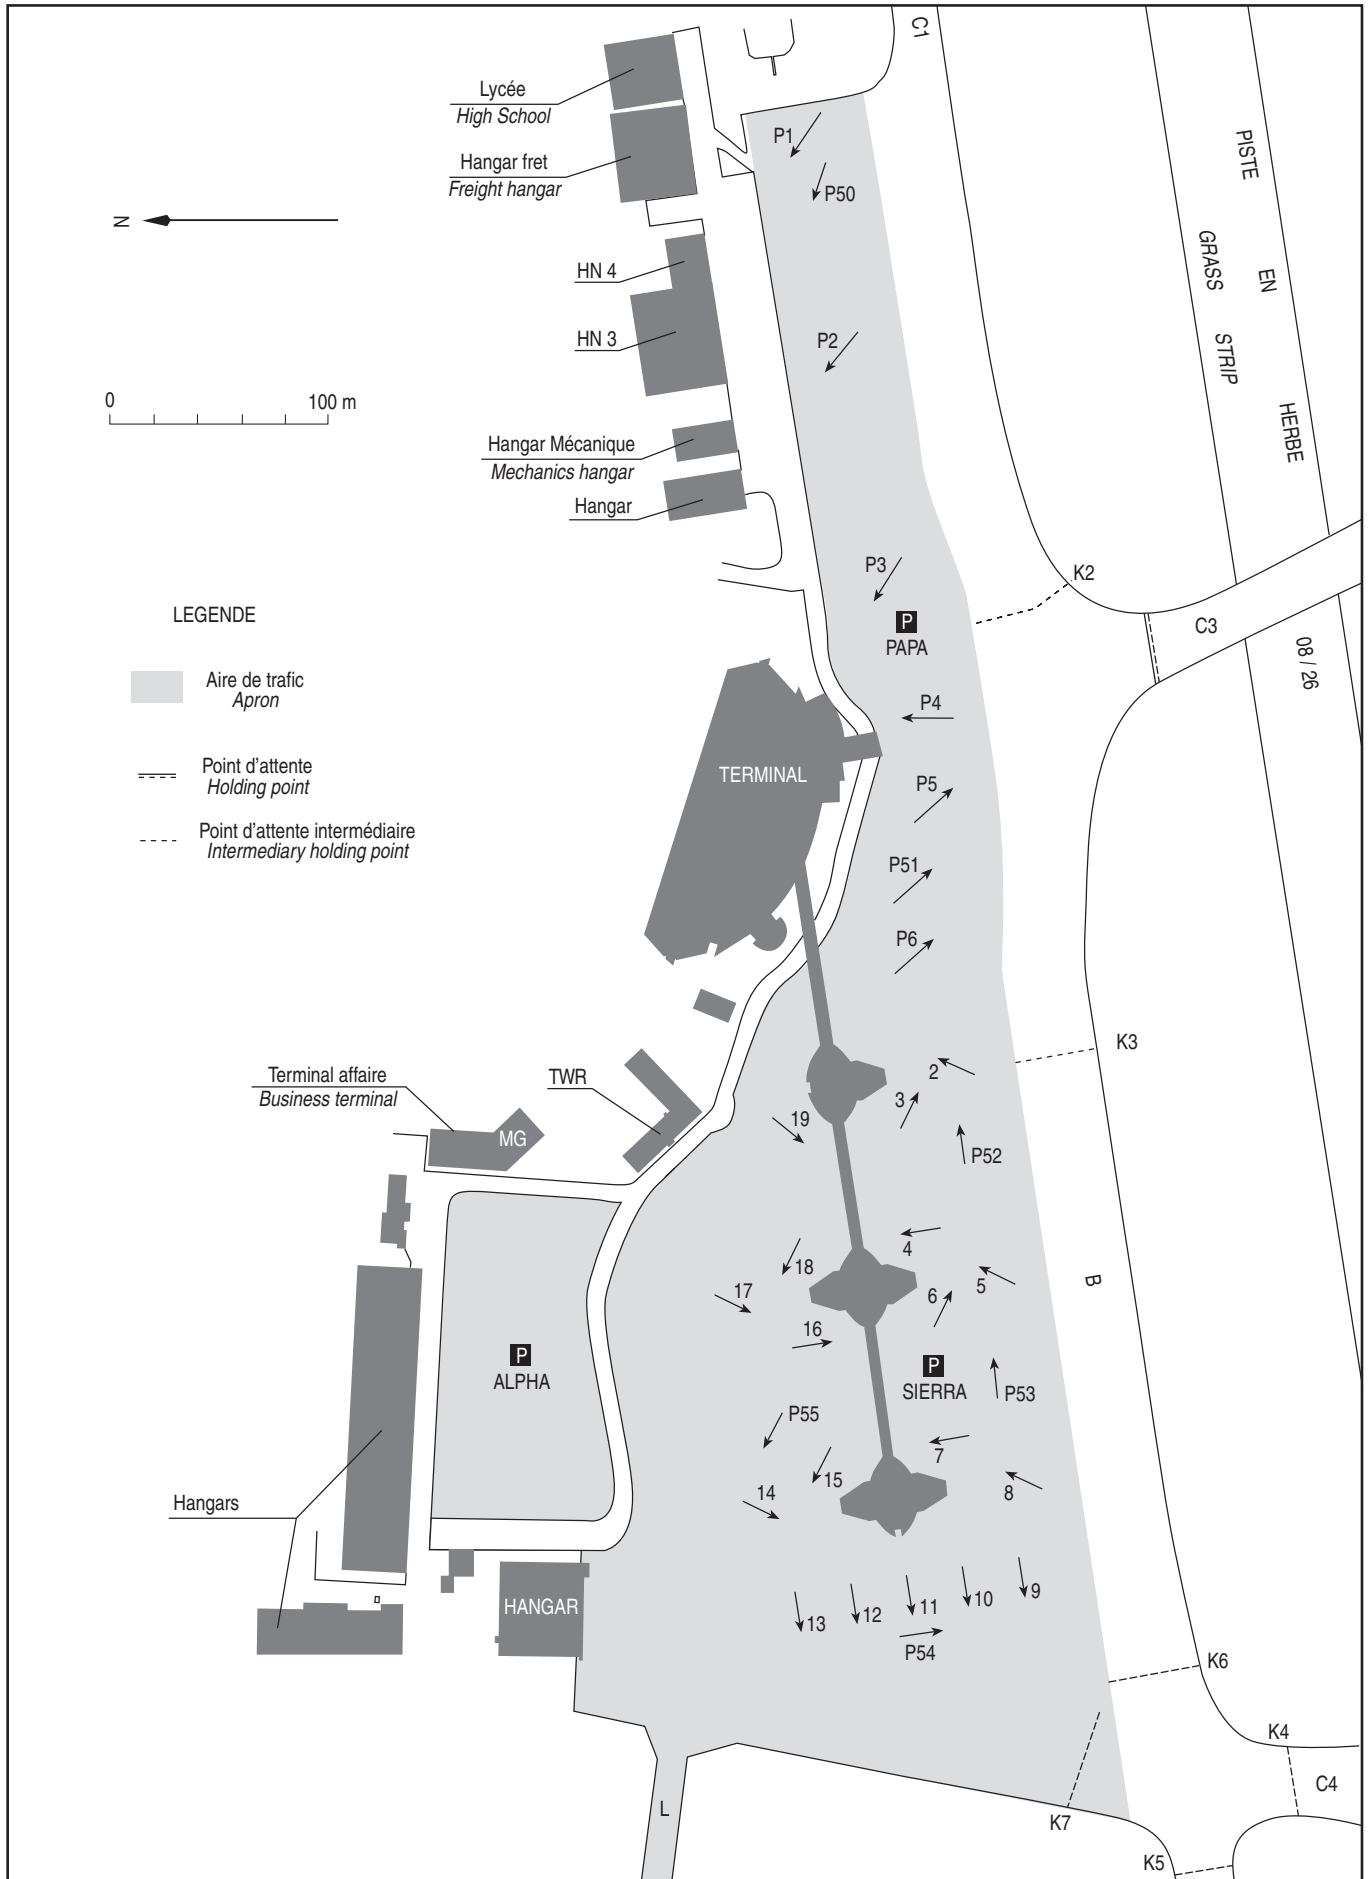 C1
Lycée
High School
P1
Hangar fret
Freight hangar
P50
PISTE
EN
HERBE
GRASS
STRIP
N
HN 4
HN 3
P2
0
100 m
Hangar Mécanique
Mechanics hangar
Hangar
P3
K2
LEGENDE
P
PAPA
C3
08 / 26
Aire de trafic
Apron
P4
Point d'attente
Holding point
TERMINAL
P5
Point d'attente intermédiaire
Intermediary holding point
P51
P6
K3
Terminal affaire
Business terminal
TWR
2
3
19
MG
P52
4
18
17
5
6
B
16
P
ALPHA
P
SIERRA
P53
P55
7
15
14
8
Hangars
9
10
11
12
13
HANGAR
P54
K6
K4
C4
L
K7
K5